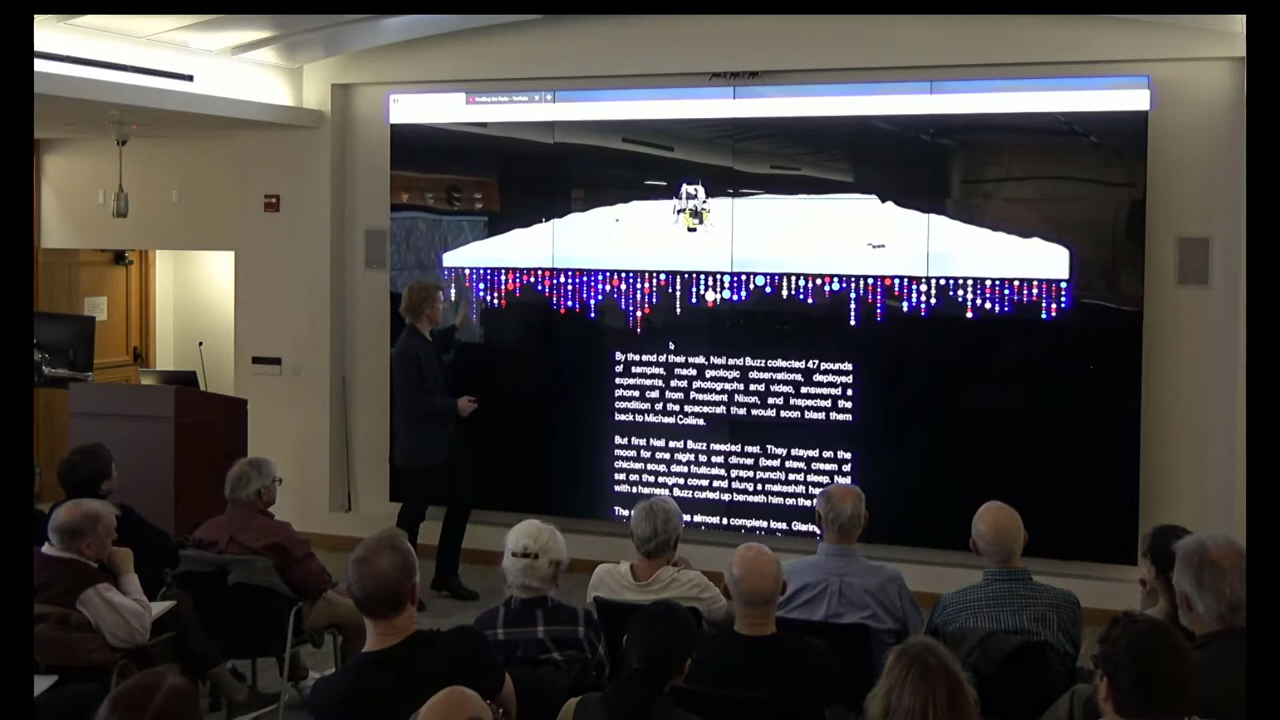 Profiling the Parks - YouTube
By the end of their walk, Neil and Buzz collected 47 pounds
of samples, made geologic observations, deployed
experiments, shot photographs and video, answered a
phone call from President Nixon, and inspected the
condition of the spacecraft that would soon blast them
back to Michael Collins.
But first Neil and Buzz needed rest. They stayed on the
moon for one night to eat dinner (beef stew, cream of
chicken soup, date fruitcake, grape punch) and sleep. Neil
sat on the engine cover and slung a makeshift
with a harness. Buzz curled up beneath him on the
The almost a complete loss.